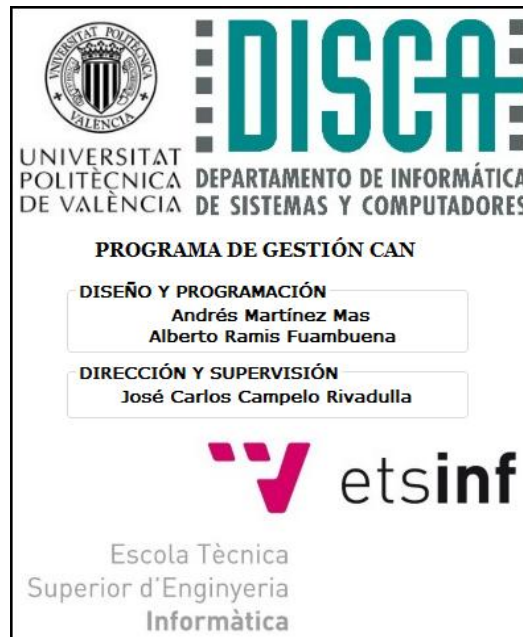 UNIVERSITAT POLITÈCNICA VALÈNCIA
DISCA
UNIVERSITAT
POLITÈCNICA
DE VALÈNCIA
DEPARTAMENTO DE INFORMÁTICA
DE SISTEMAS Y COMPUTADORES
PROGRAMA DE GESTIÓN CAN
DISEÑO Y PROGRAMACIÓN
Andrés Martínez Mas
Alberto Ramis Fuambuena
DIRECCIÓN Y SUPERVISIÓN
José Carlos Campelo Rivadulla
etsinf
Escola Tècnica
Superior d'Enginyeria
Informàtica